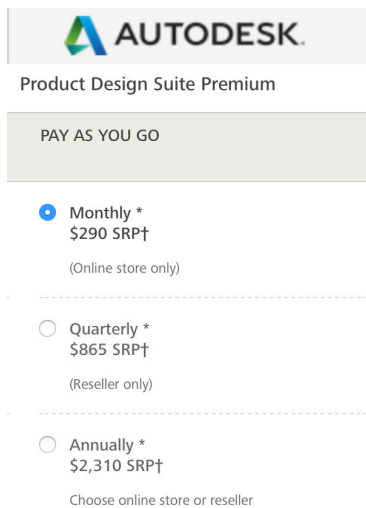 AUTODESK.
Product Design Suite Premium
PAY AS YOU GO
Monthly *
$290 SRP†
(Online store only)
Quarterly *
$865 SRP†
(Reseller only)
Annually *
$2,310 SRP†
Choose online store or reseller